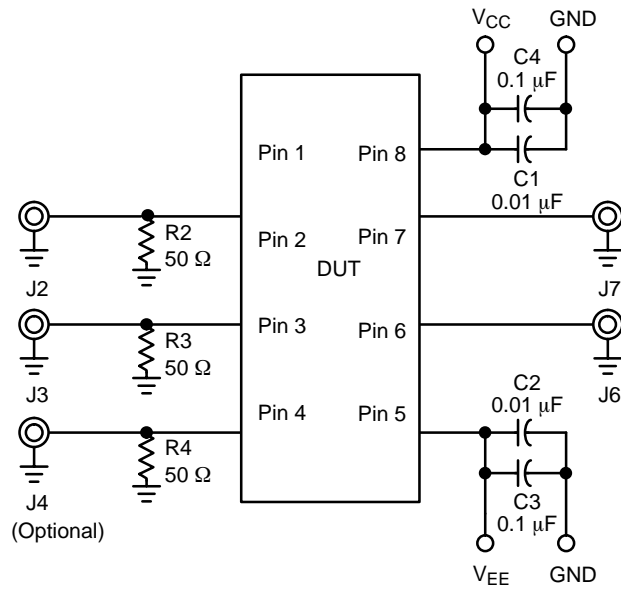 V_CC GND
C4
0.1 µF
Pin 1
Pin 8
C1
0.01 µF
R2
50 Ω
Pin 2
Pin 7
DUT
J2
J7
Pin 3
Pin 6
R3
50 Ω
J3
J6
C2
0.01 µF
Pin 4
Pin 5
R4
50 Ω
J4
(Optional)
C3
0.1 µF
V_EE GND